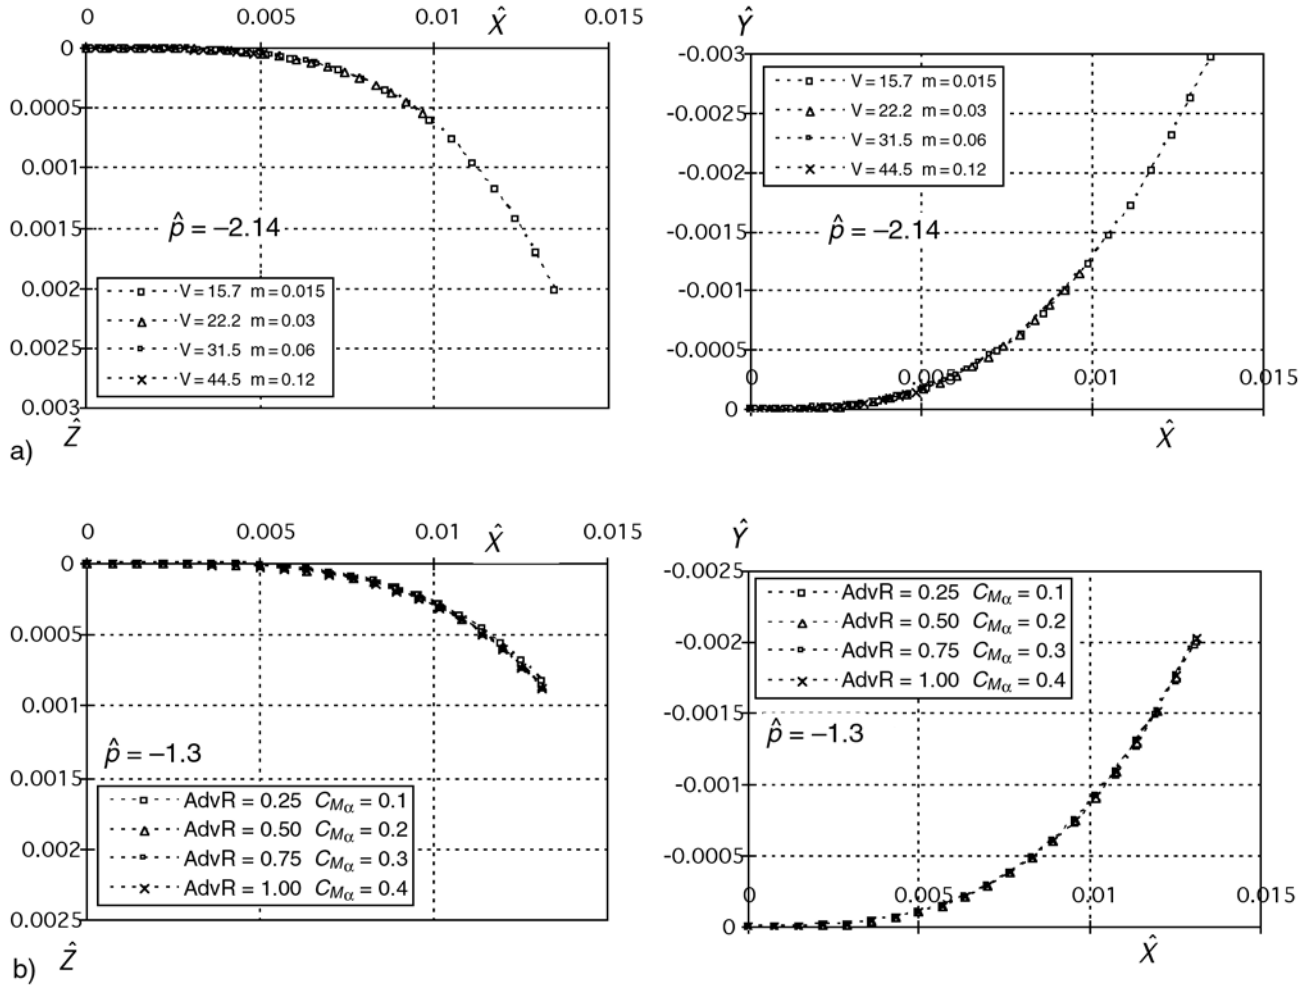 0 0.005 0.01 0.015
X̂
0
0.0005
0.001
0.0015
0.002
0.0025
0.003
Ẑ
p̂ = –2.14
V = 15.7 m = 0.015
V = 22.2 m = 0.03
V = 31.5 m = 0.06
V = 44.5 m = 0.12
a)
Ŷ
-0.003
-0.0025
-0.002
-0.0015
-0.001
-0.0005
0
V = 15.7 m = 0.015
V = 22.2 m = 0.03
V = 31.5 m = 0.06
V = 44.5 m = 0.12
p̂ = –2.14
0 0.005 0.01 0.015
X̂
0 0.005 0.01 0.015
X̂
0
0.0005
0.001
0.0015
0.002
0.0025
Ẑ
p̂ = –1.3
AdvR = 0.25 C_Mα = 0.1
AdvR = 0.50 C_Mα = 0.2
AdvR = 0.75 C_Mα = 0.3
AdvR = 1.00 C_Mα = 0.4
b)
Ŷ
-0.0025
-0.002
-0.0015
-0.001
-0.0005
0
AdvR = 0.25 C_Mα = 0.1
AdvR = 0.50 C_Mα = 0.2
AdvR = 0.75 C_Mα = 0.3
AdvR = 1.00 C_Mα = 0.4
p̂ = –1.3
0 0.005 0.01 0.015
X̂